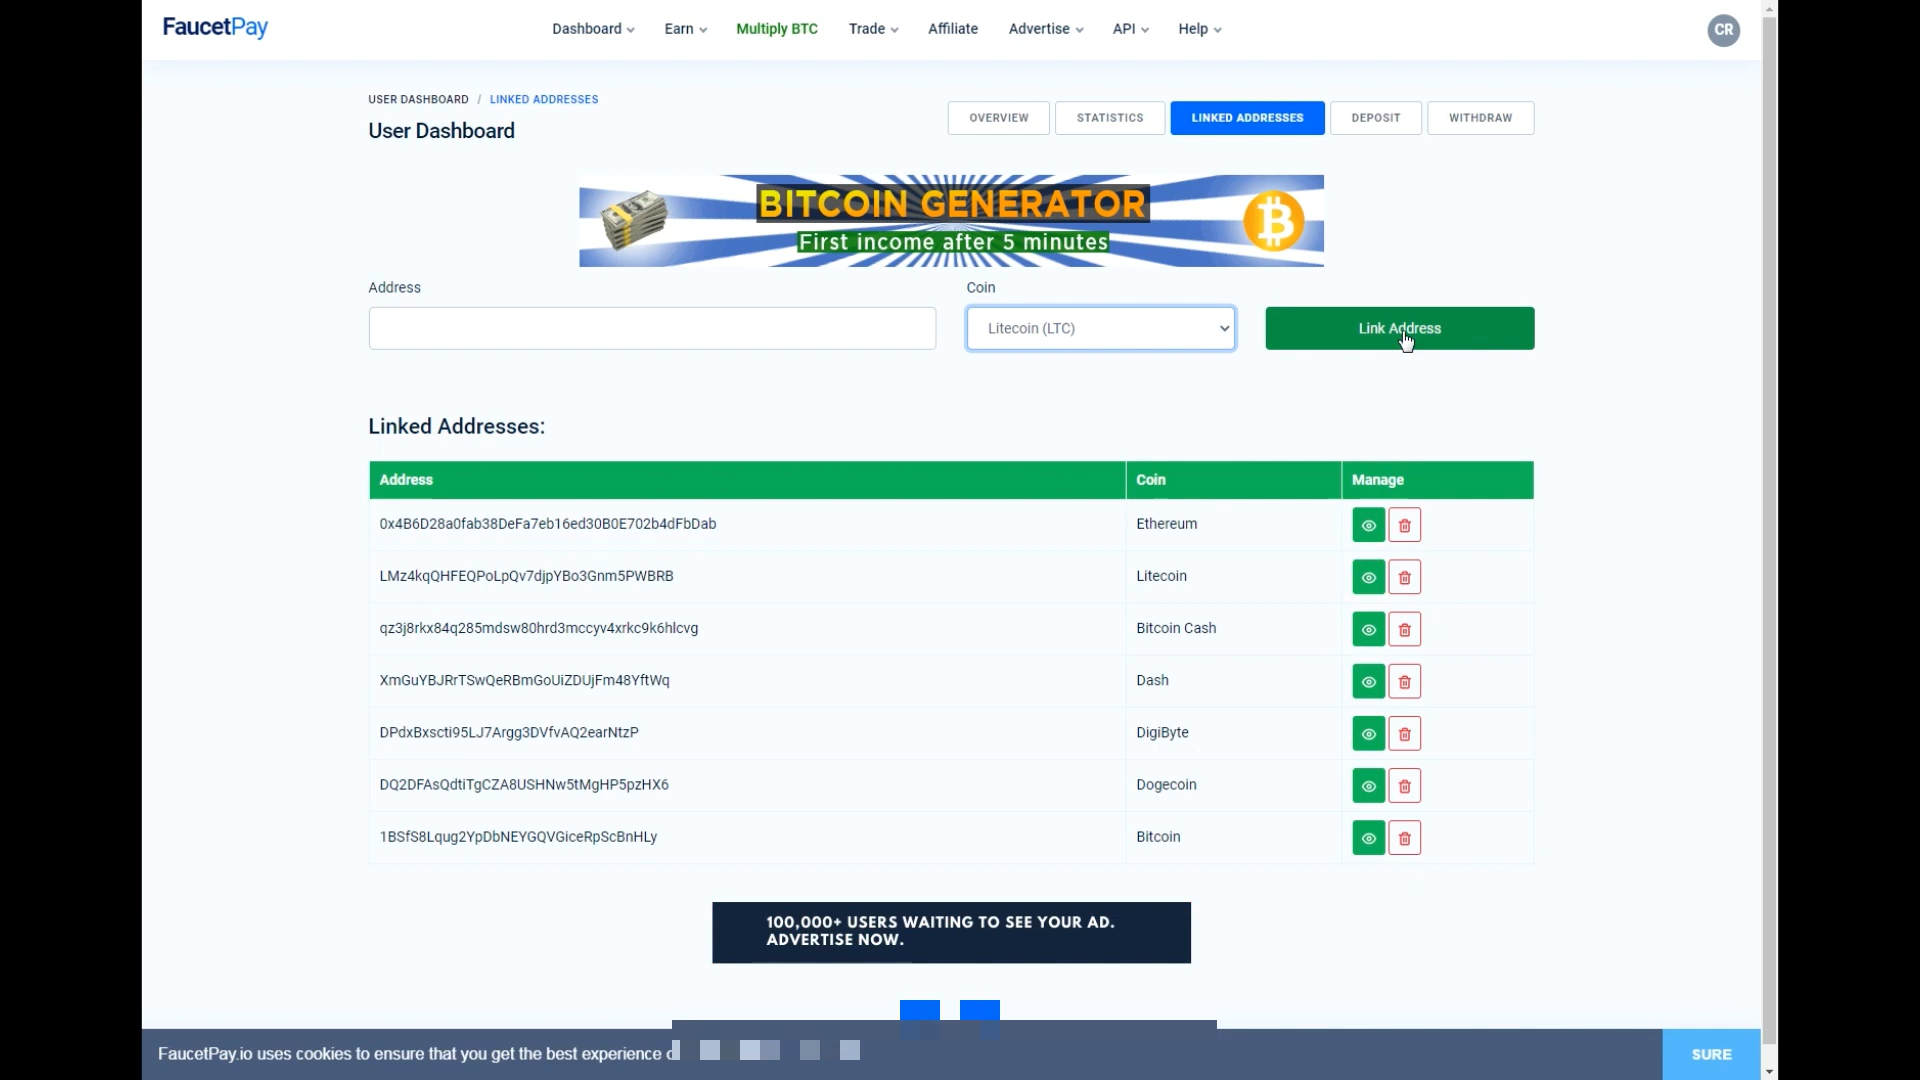 FaucetPay
Dashboard Earn Multiply BTC Trade Affiliate Advertise API Help
CR
USER DASHBOARD / LINKED ADDRESSES
User Dashboard
OVERVIEW STATISTICS LINKED ADDRESSES DEPOSIT WITHDRAW
BITCOIN GENERATOR
First income after 5 minutes
Address Coin
Litecoin (LTC) Link Address
Linked Addresses:
Address Coin Manage
0x4B6D28a0fab38DeFa7eb16ed30B0E702b4dFbDab Ethereum
LMz4kqQHFEQPoLpQv7djpYBo3Gnm5PWBRB Litecoin
qz3j8rkx84q285mdsw80hrd3mccyv4xrkc9k6hlcvg Bitcoin Cash
XmGuYBJRrTSwQeRBmGoUiZDUjFm48YftWq Dash
DPdxBxscti95LJ7Argg3DVfvAQ2earNtzP DigiByte
DQ2DFAsQdtiTgCZA8USHNw5tMgHP5pzHX6 Dogecoin
1BSfS8Lqug2YpDbNEYGQVGiceRpScBnHLy Bitcoin
100,000+ USERS WAITING TO SEE YOUR AD.
ADVERTISE NOW.
FaucetPay.io uses cookies to ensure that you get the best experience
SURE